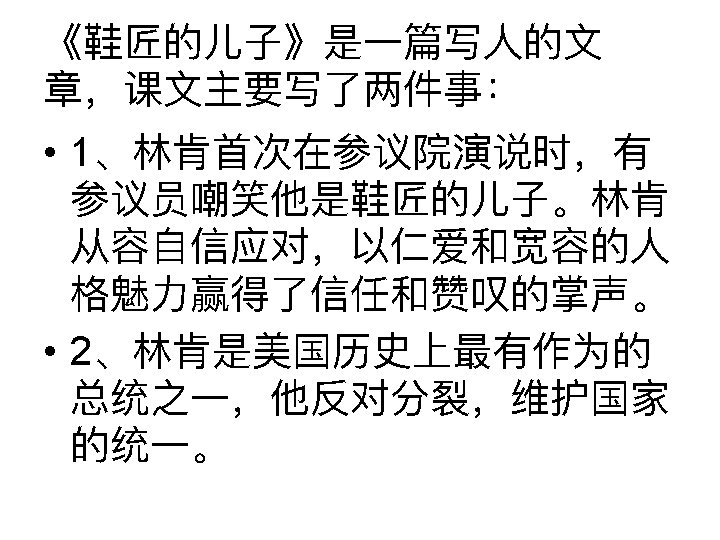 《鞋匠的儿子》是一篇写人的文
章，课文主要写了两件事：
• 1、林肯首次在参议院演说时，有
参议员嘲笑他是鞋匠的儿子。林肯
从容自信应对，以仁爱和宽容的人
格魅力赢得了信任和赞叹的掌声。
• 2、林肯是美国历史上最有作为的
总统之一，他反对分裂，维护国家
的统一。